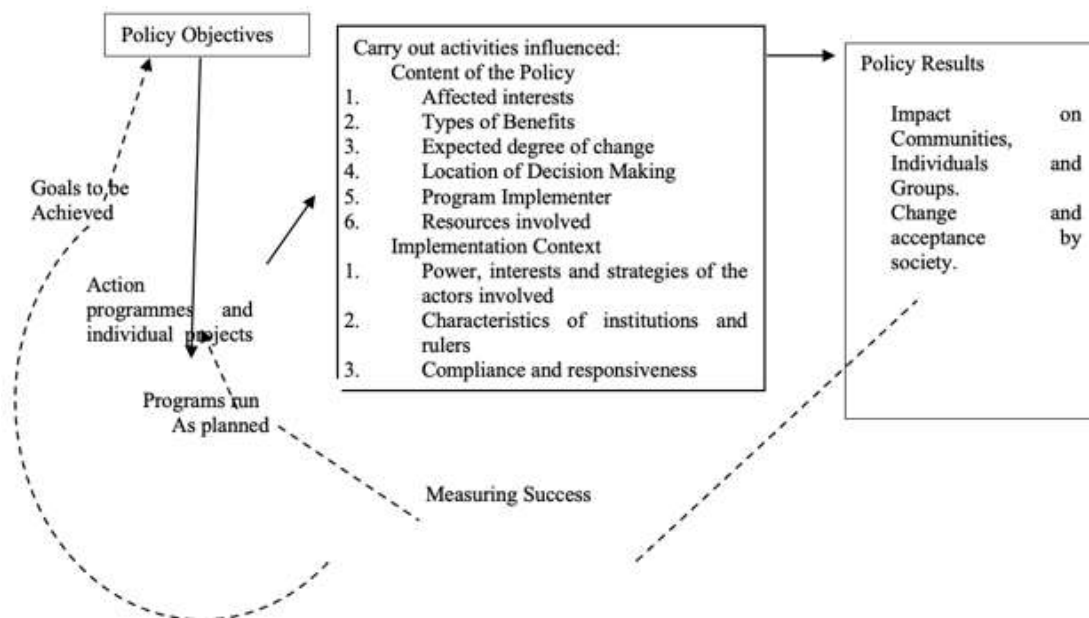 Policy Objectives
Goals to be
Achieved
Action
programmes and
individual projects
Programs run
As planned
Carry out activities influenced:
Content of the Policy
1. Affected interests
2. Types of Benefits
3. Expected degree of change
4. Location of Decision Making
5. Program Implementer
6. Resources involved
Implementation Context
1. Power, interests and strategies of the
actors involved
2. Characteristics of institutions and
rulers
3. Compliance and responsiveness
Policy Results
Impact on
Communities,
Individuals and
Groups.
Change and
acceptance by
society.
Measuring Success